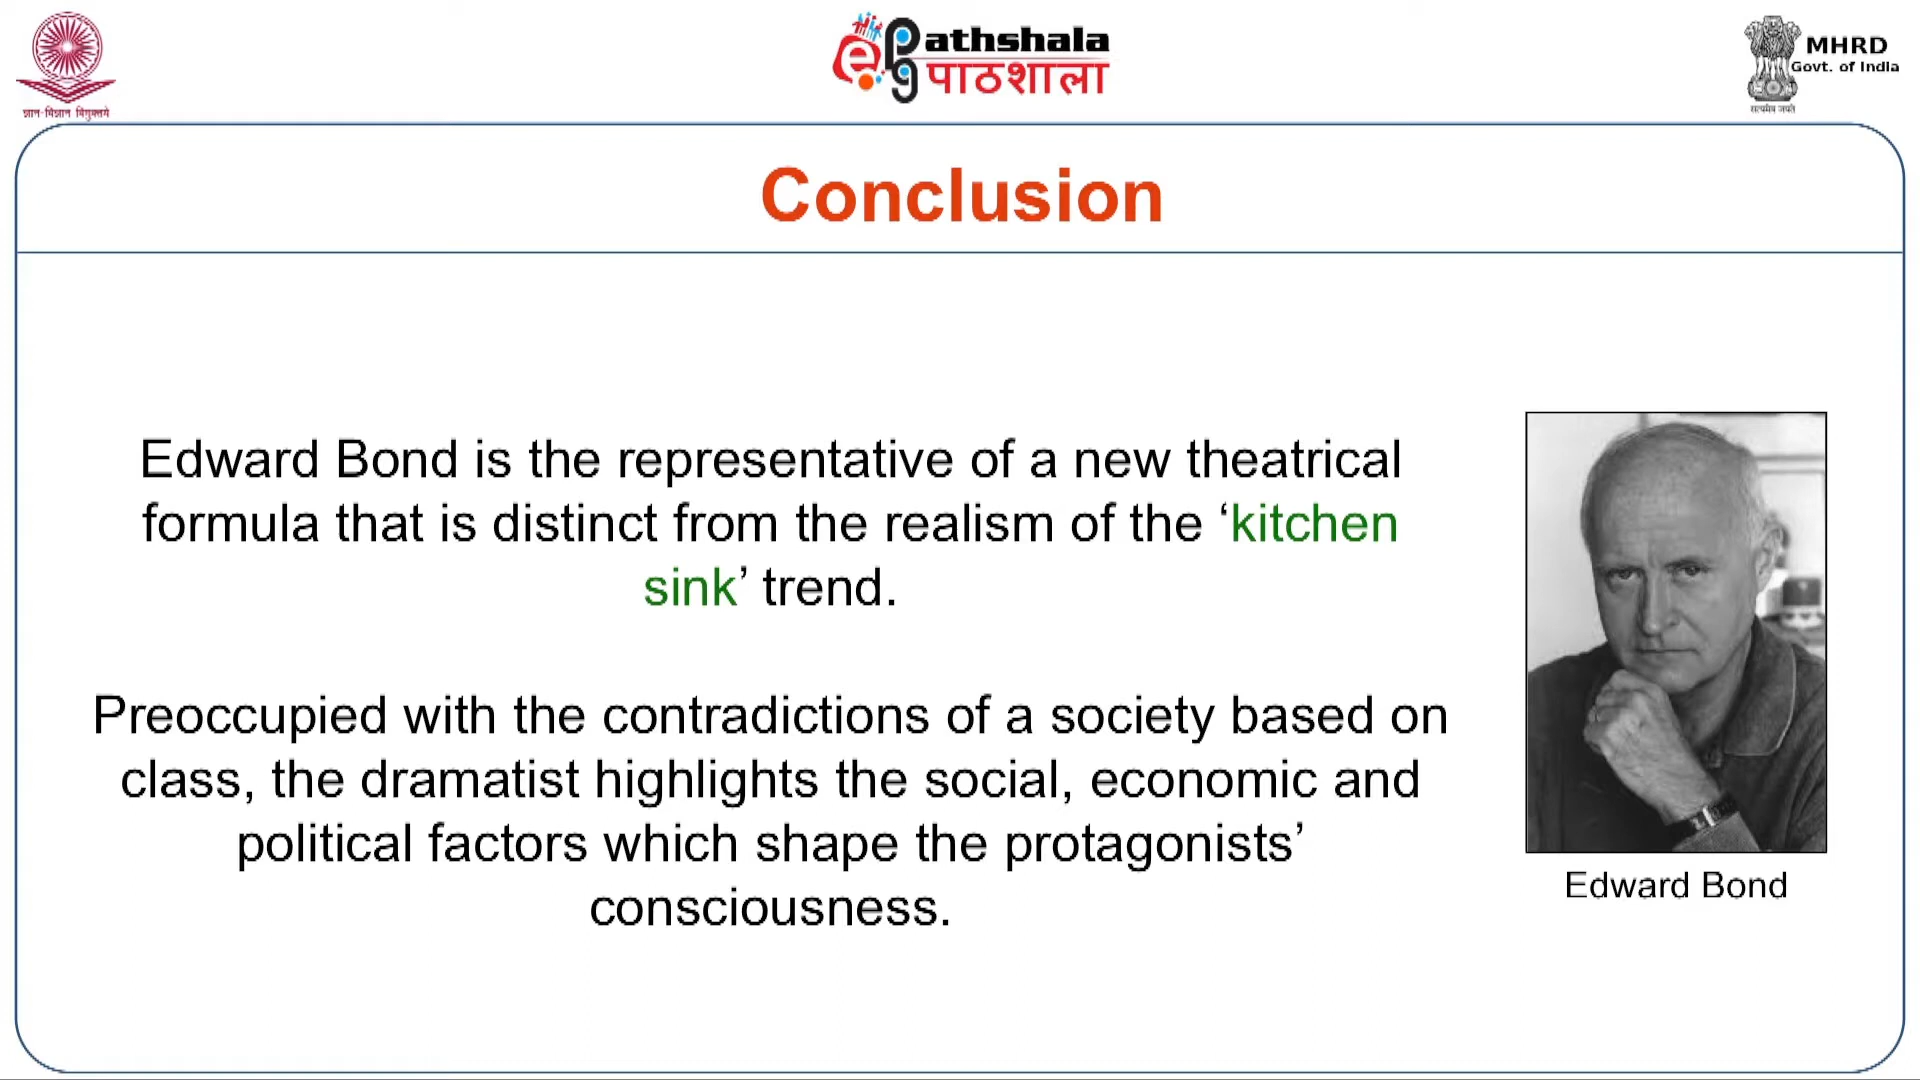 ज्ञान-विज्ञान विमुक्तये
ePG Pathshala
पाठशाला
MHRD
Govt. of India
सत्यमेव जयते
Conclusion
Edward Bond is the representative of a new theatrical
formula that is distinct from the realism of the ‘kitchen
sink’ trend.
Preoccupied with the contradictions of a society based on
class, the dramatist highlights the social, economic and
political factors which shape the protagonists’
consciousness.
Edward Bond